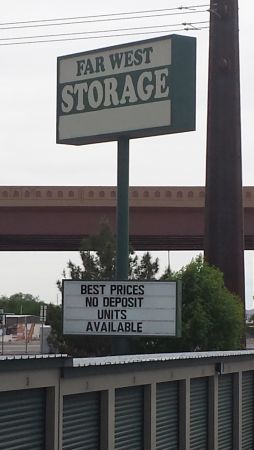 FAR WEST
STORAGE
BEST PRICES
NO DEPOSIT
UNITS
AVAILABLE